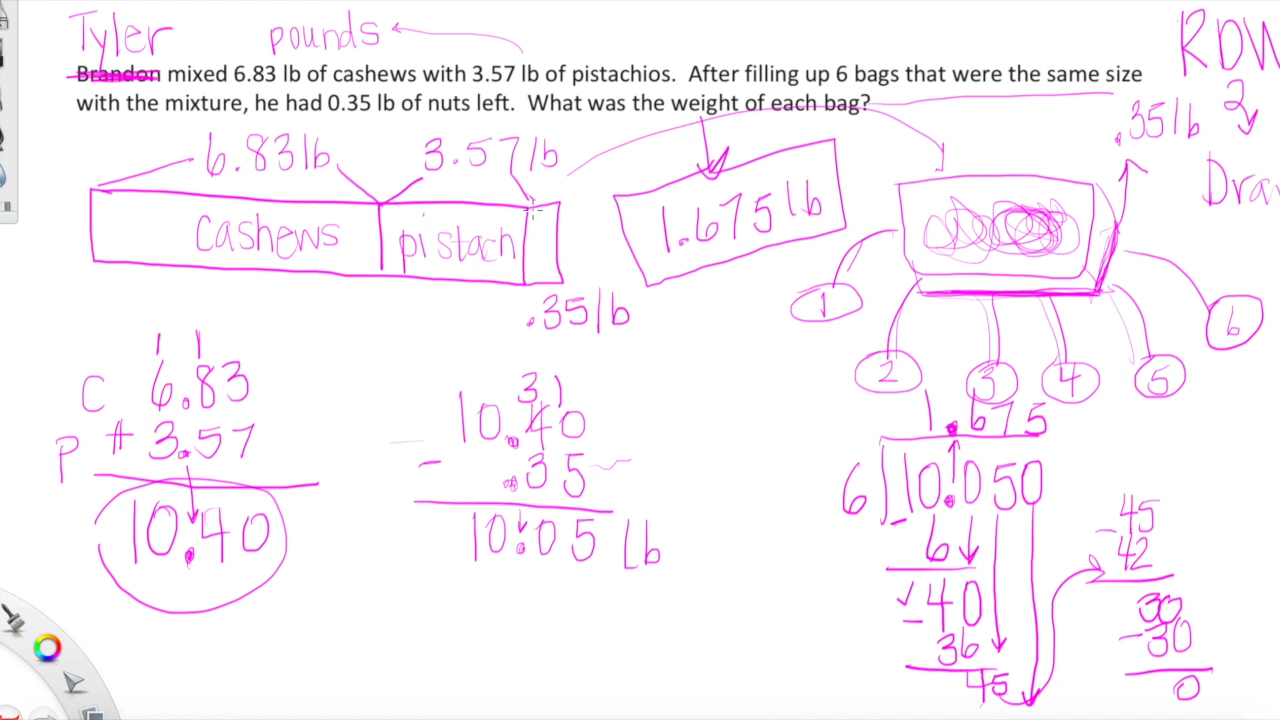 Tyler pounds
RDW
Brandon mixed 6.83 lb of cashews with 3.57 lb of pistachios. After filling up 6 bags that were the same size
with the mixture, he had 0.35 lb of nuts left. What was the weight of each bag?
2
.35 lb
Dra
6.83 lb 3.57 lb
cashews pistach
.35 lb
1.675 lb
1
2 3 4 5
6
1 1
C 6.83
P + 3.57
10.40
3 1
10.40
- .35
10.05 lb
1.675
6 10.050
- 6
40
- 36
45
- 45
42
30
- 30
0